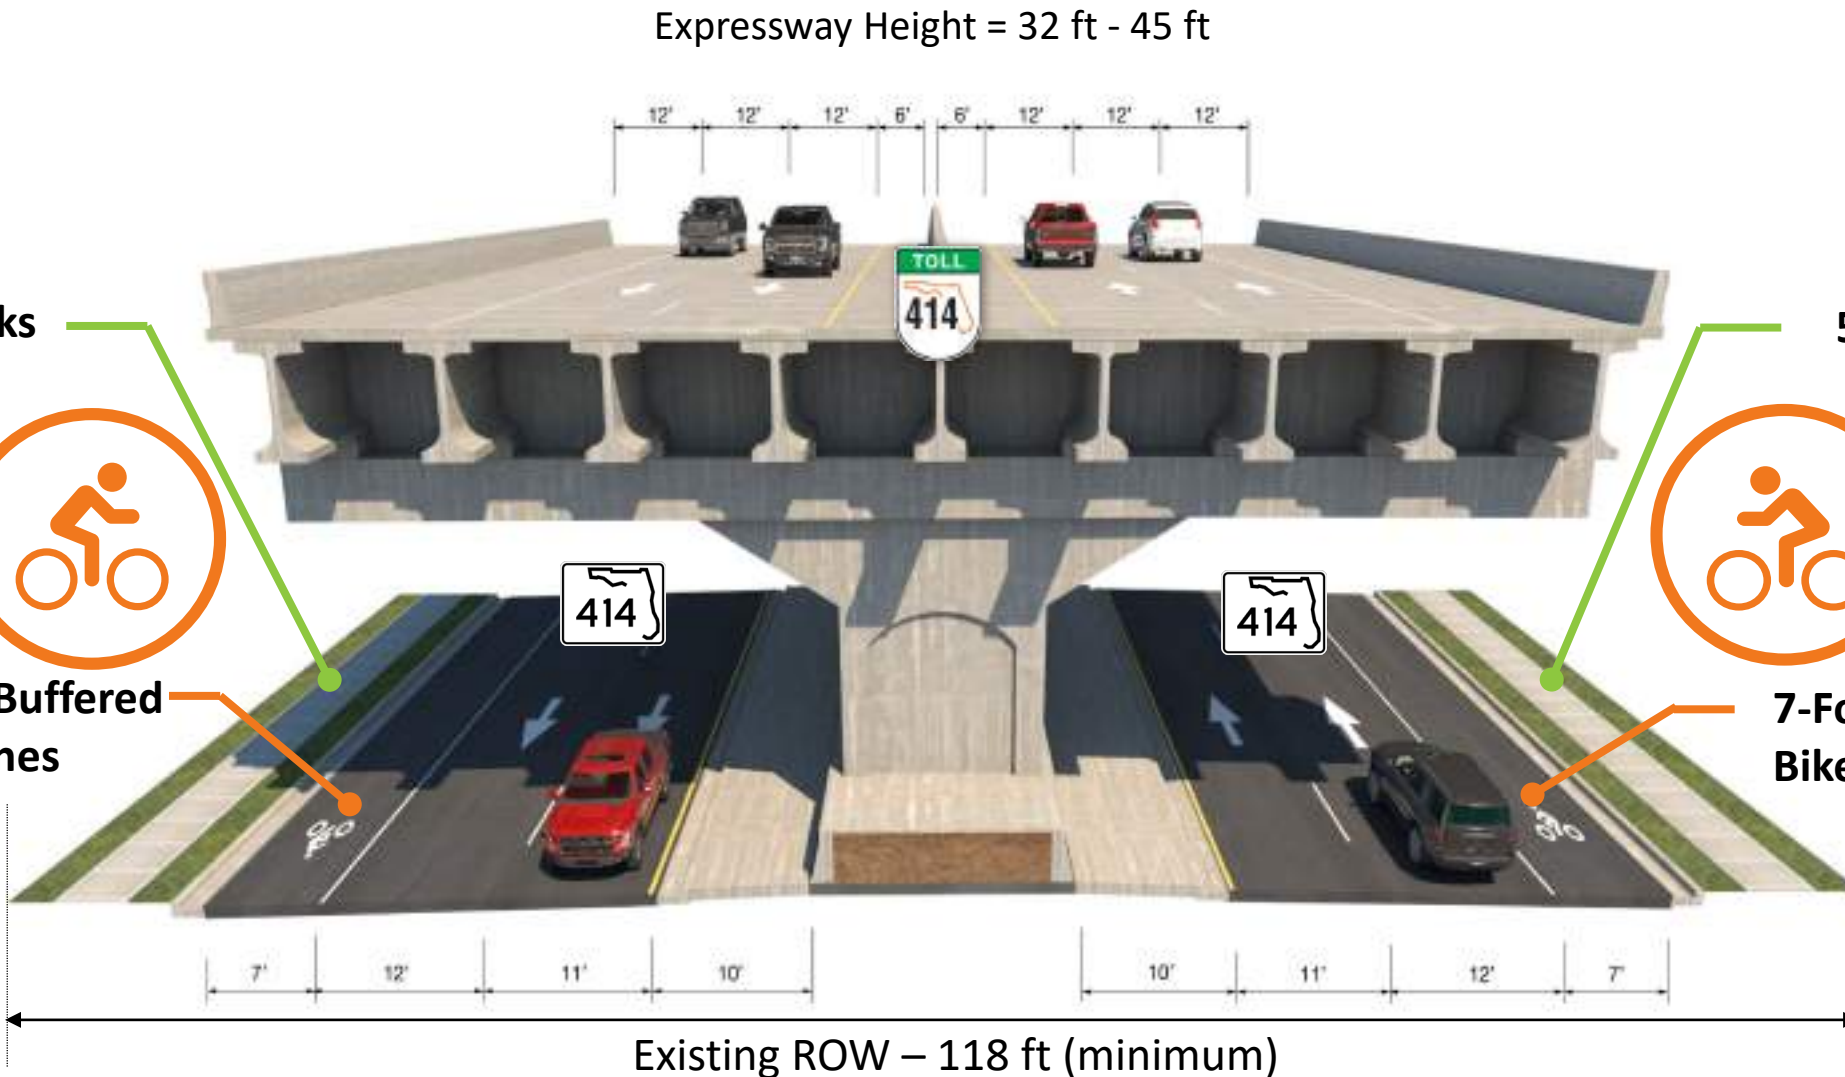 Expressway Height = 32 ft - 45 ft
12' 12' 12' 6' 6' 12' 12' 12'
TOLL
414
ks
5
414
414
Buffered
nes
7-Fo
Bike
7' 12' 11' 10' 10' 11' 12' 7'
Existing ROW – 118 ft (minimum)